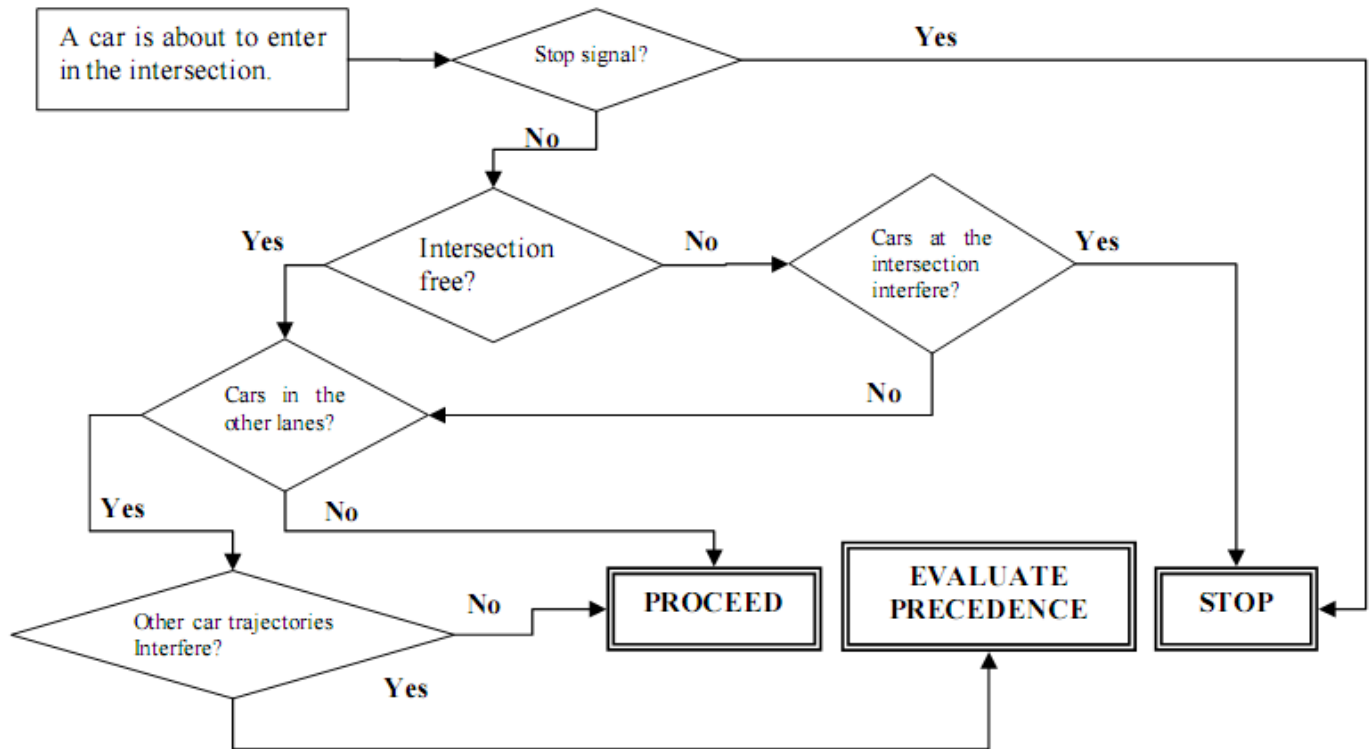 A car is about to enter
in the intersection.
Stop signal?
Yes
No
Yes
Intersection
free?
No
Cars at the
intersection
interfere?
Yes
Cars in the
other lanes?
No
Yes
No
Other car trajectories
Interfere?
No
PROCEED
EVALUATE
PRECEDENCE
STOP
Yes